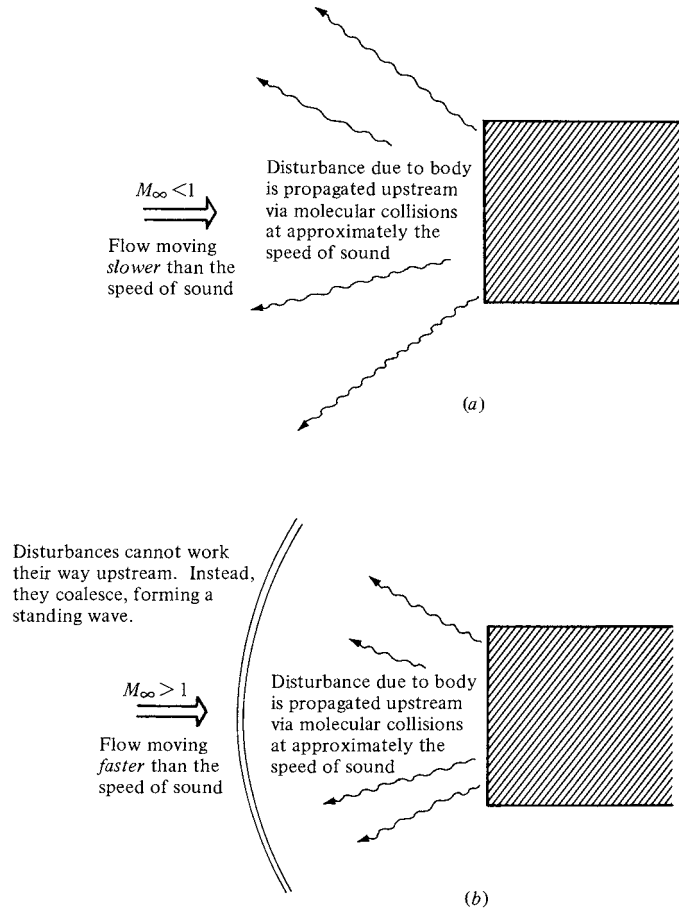 Disturbance due to body
is propagated upstream
via molecular collisions
at approximately the
speed of sound
M∞ <1
Flow moving
slower than the
speed of sound
(a)
Disturbances cannot work
their way upstream. Instead,
they coalesce, forming a
standing wave.
M∞ > 1
Flow moving
faster than the
speed of sound
Disturbance due to body
is propagated upstream
via molecular collisions
at approximately the
speed of sound
(b)